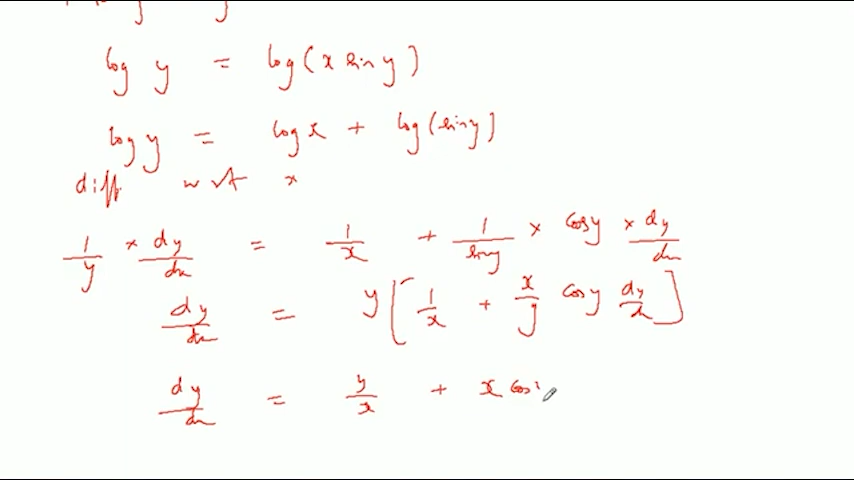 log y = log(x sin y)
log y = log x + log(sin y)
diff w r t x
1/y × dy/dx = 1/x + 1/sin y × cos y × dy/dx
dy/dx = y[1/x + x/y cos y dy/dx]
dy/dx = y/x + x cos